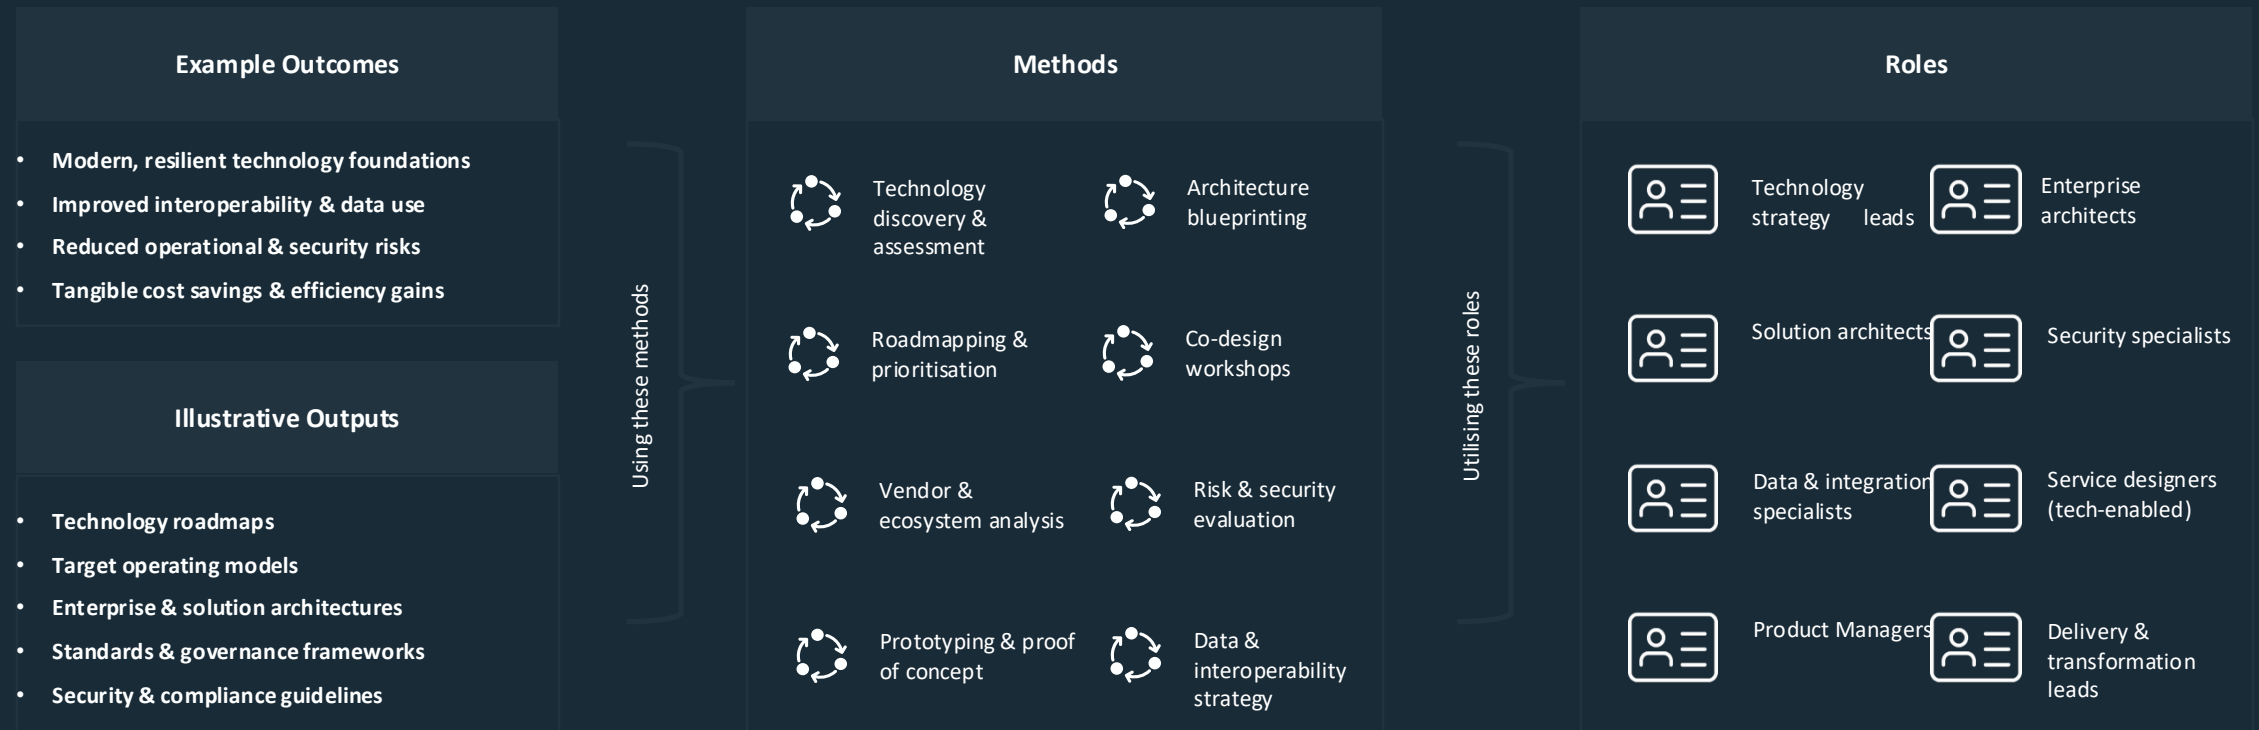 Example Outcomes
• Modern, resilient technology foundations
• Improved interoperability & data use
• Reduced operational & security risks
• Tangible cost savings & efficiency gains
Illustrative Outputs
• Technology roadmaps
• Target operating models
• Enterprise & solution architectures
• Standards & governance frameworks
• Security & compliance guidelines
Using these methods
Methods
Technology
discovery &
assessment
Architecture
blueprinting
Roadmapping &
prioritisation
Co-design
workshops
Vendor &
ecosystem analysis
Risk & security
evaluation
Prototyping & proof
of concept
Data &
interoperability
strategy
Utilising these roles
Roles
Technology
strategy leads
Enterprise
architects
Solution architects
Security specialists
Data & integration
specialists
Service designers
(tech-enabled)
Product Managers
Delivery &
transformation
leads